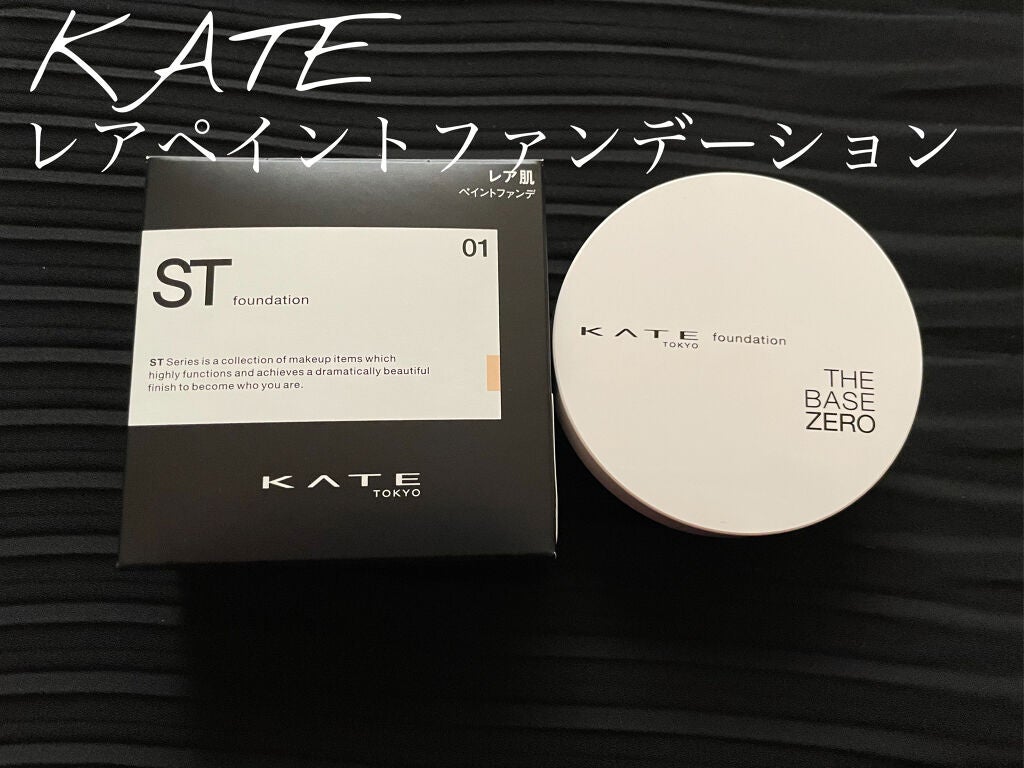 KATE
レアペイントファンデーション
レア肌
ペイントファンデ
01
ST foundation
ST Series is a collection of makeup items which
highly functions and achieves a dramatically beautiful
finish to become who you are.
KATE
TOKYO
KATE foundation
TOKYO
THE
BASE
ZERO